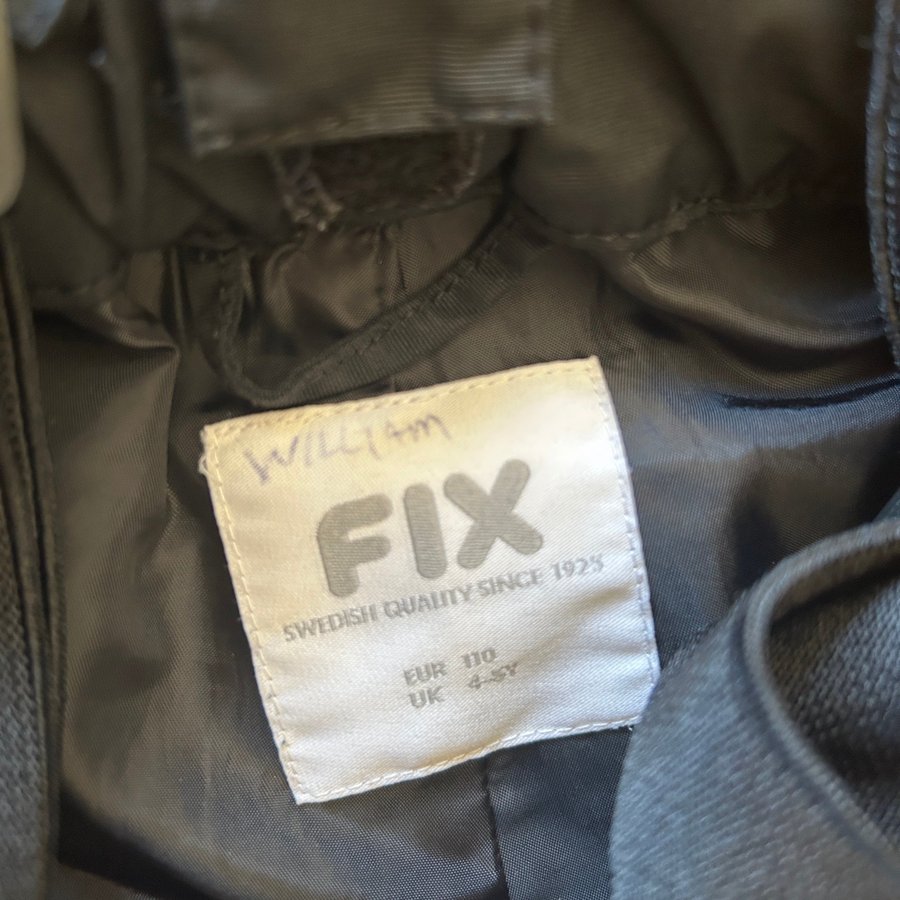 WILLIAM
FIX
SWEDISH QUALITY SINCE 1925
EUR 110
UK 4-5Y